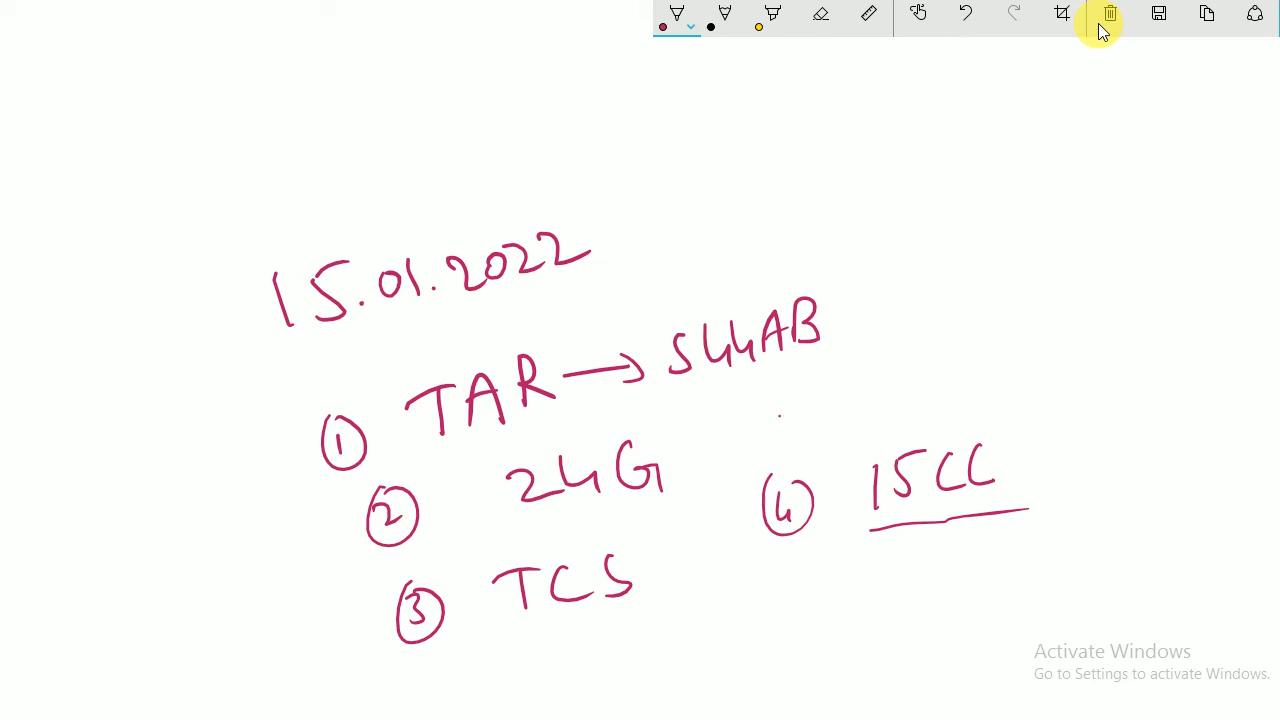 15.01.2022
① TAR → S44AB
② 24G
④ 15CC
③ TCS
Activate Windows
Go to Settings to activate Windows.